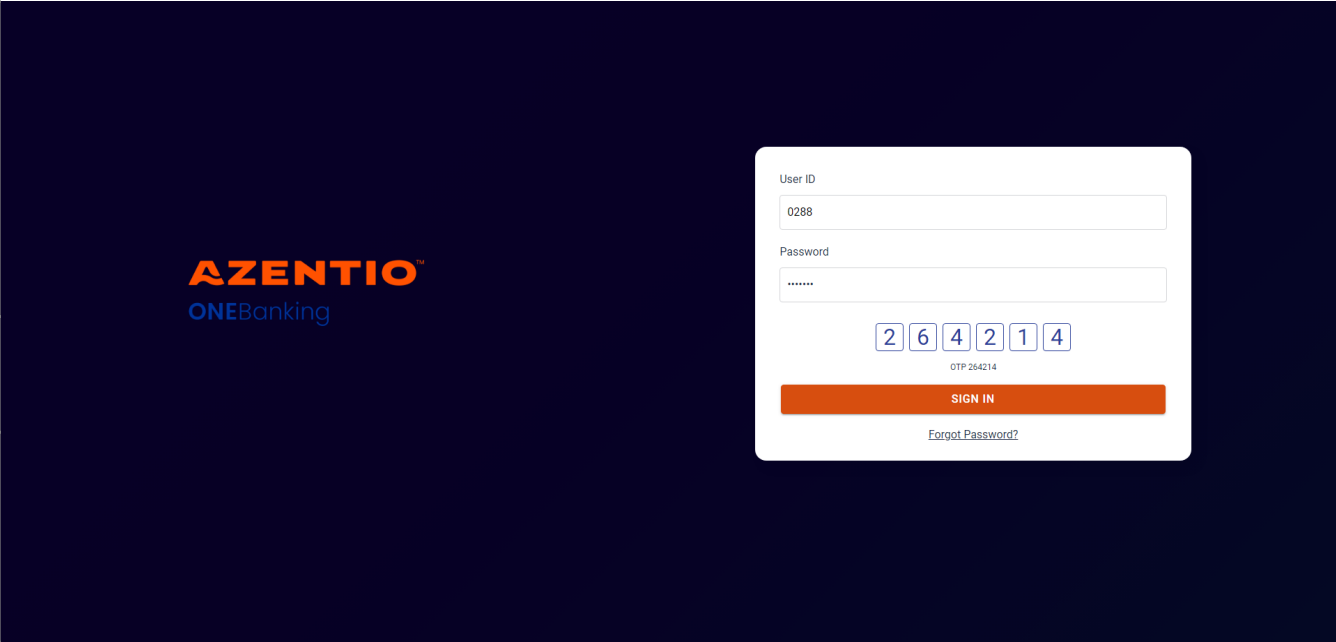 AZENTIO™
ONEBanking
User ID
0288
Password
•••••••
2 6 4 2 1 4
OTP 264214
SIGN IN
Forgot Password?